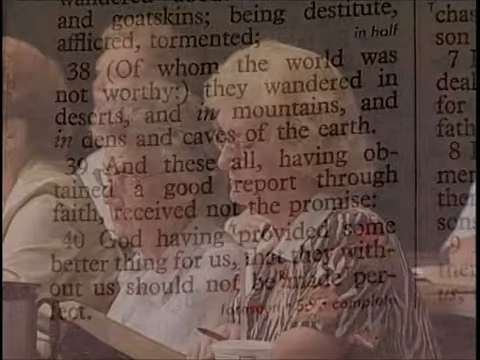 and goatskins; being destitute,
afflicted, tormented;
in half
38 (Of whom the world was
not worthy:) they wandered in
deserts, and in mountains, and
in dens and caves of the earth.
39 And these all, having ob-
tained a good report through
faith, received not the promise:
40 God having provided some
better thing for us, that they with-
out us should not be made per-
fect.
complete
son
7
for
8